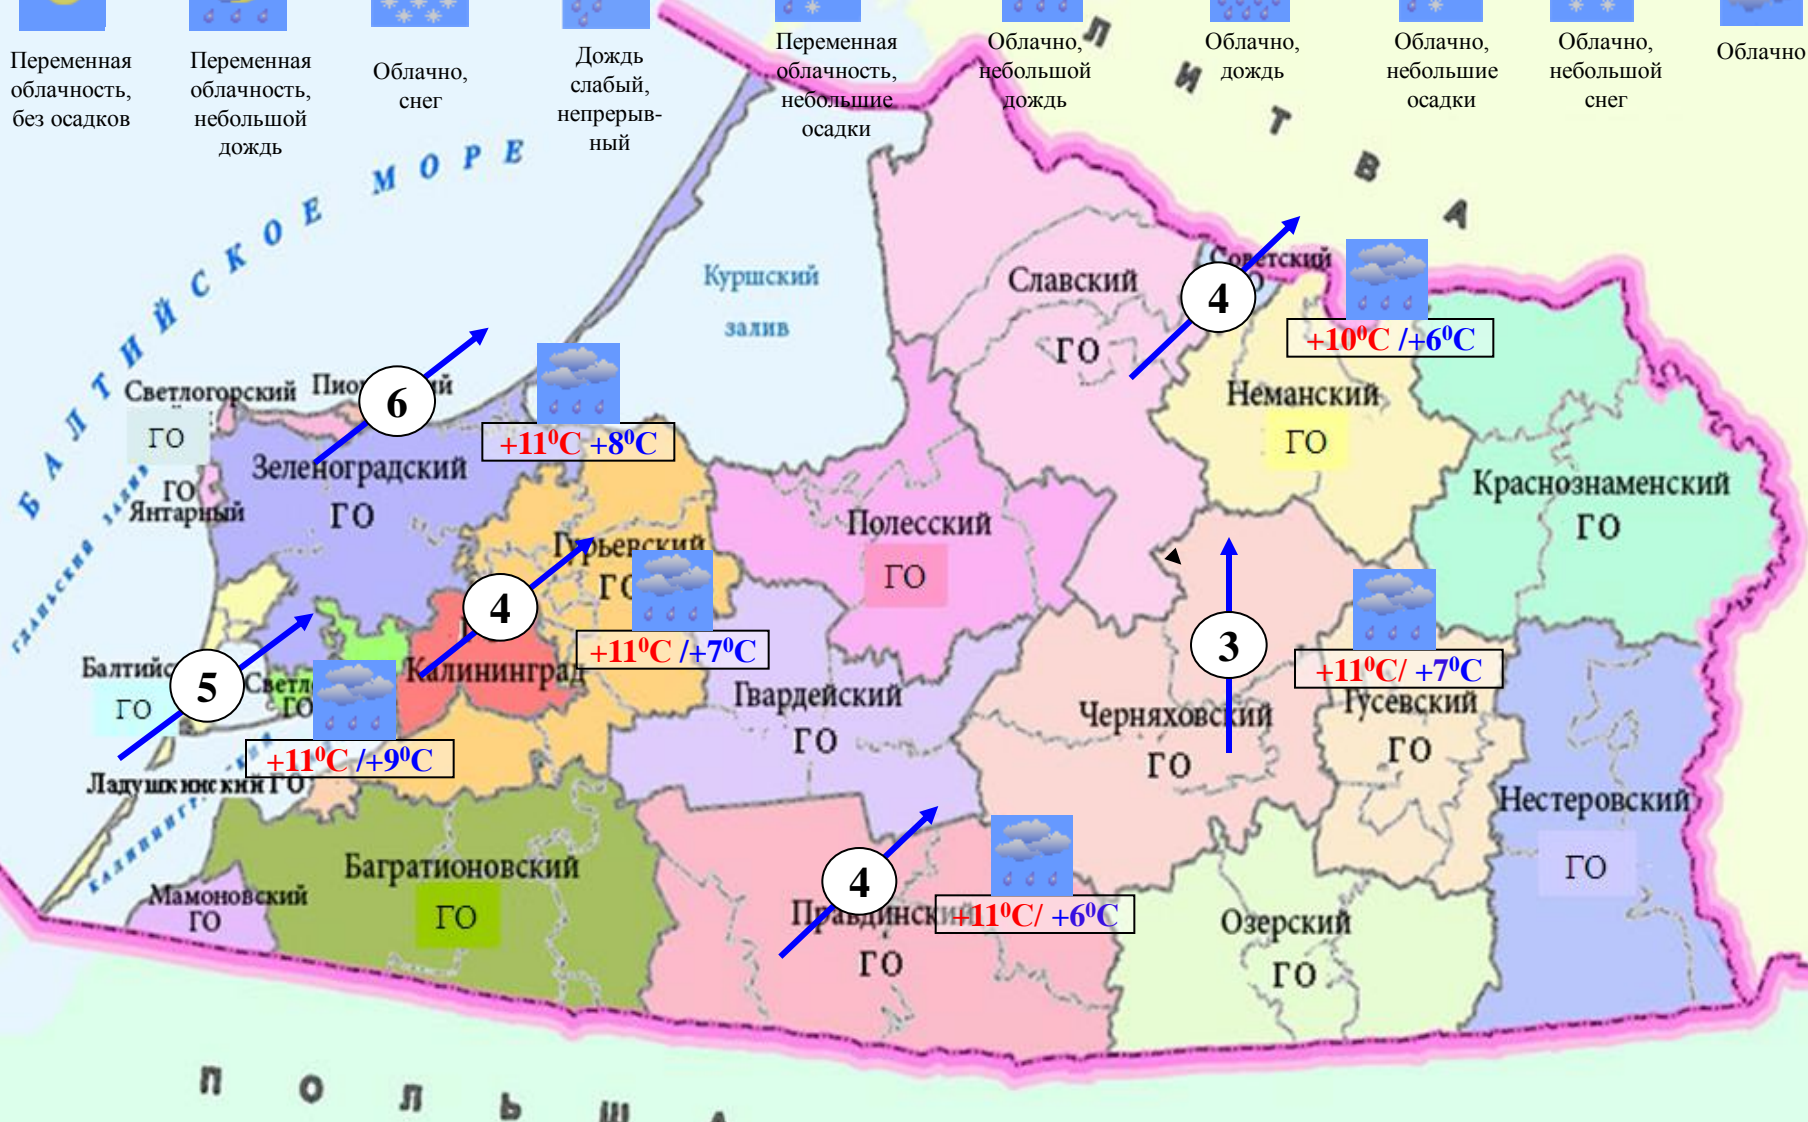 Переменная
облачность,
без осадков
Переменная
облачность,
небольшой
дождь
Облачно,
снег
Дождь
слабый,
непрерыв-
ный
Переменная
облачность,
небольшие
осадки
Облачно,
небольшой
дождь
Облачно,
дождь
Облачно,
небольшие
осадки
Облачно,
небольшой
снег
Облачно
ЛИТВА
БАЛТИЙСКОЕ МОРЕ
Куршский
залив
Славский
ГО
Советский
4
+10⁰С /+6⁰С
Неманский
ГО
Краснознаменский
ГО
Светлогорский
ГО
6
+11⁰С +8⁰С
Зеленоградский
ГО
ГО
Янтарный
Полесский
ГО
Гурьевский
4
+11⁰С /+7⁰С
Калининград
5
ГО
ГО
+11⁰С /+9⁰С
Ладушкинский ГО
Гвардейский
ГО
3
Черняховский
ГО
+11⁰С/ +7⁰С
Гусевский
ГО
Нестеровский
ГО
Багратионовский
ГО
Мамоновский
ГО
4
Правдинский
ГО
+11⁰С/ +6⁰С
Озерский
ГО
ПОЛЬША